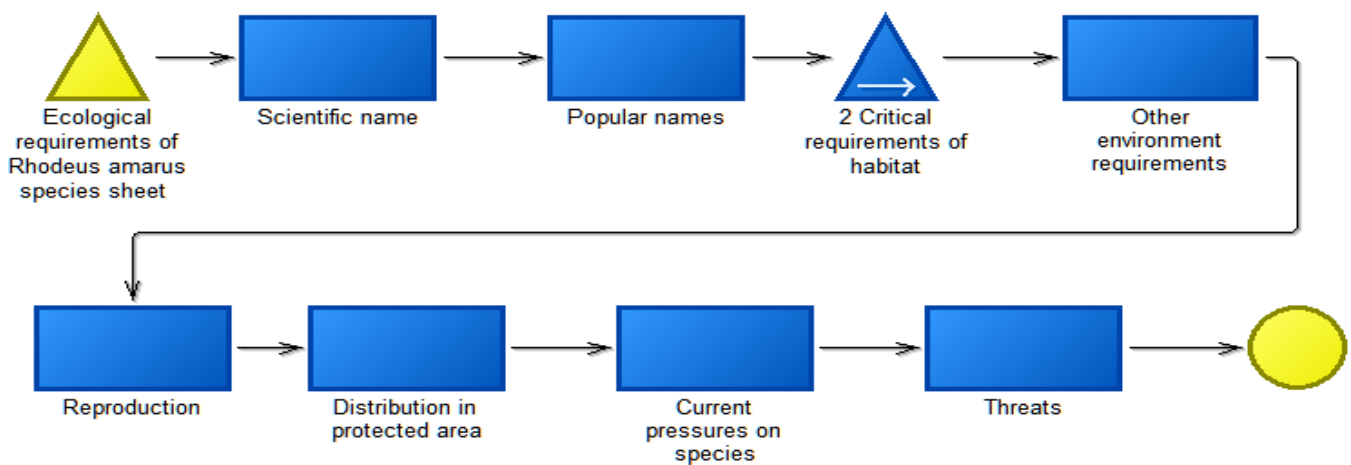 Ecological
requirements of
Rhodeus amarus
species sheet
Scientific name
Popular names
2 Critical
requirements of
habitat
Other
environment
requirements
Reproduction
Distribution in
protected area
Current
pressures on
species
Threats